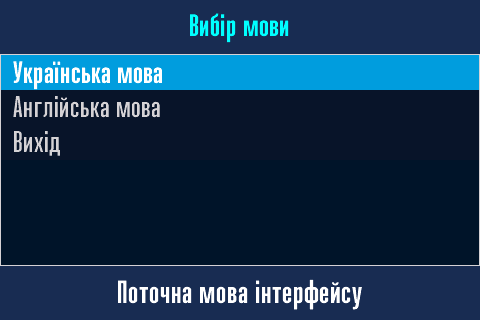 Вибір мови
Українська мова
Англійська мова
Вихід
Поточна мова інтерфейсу